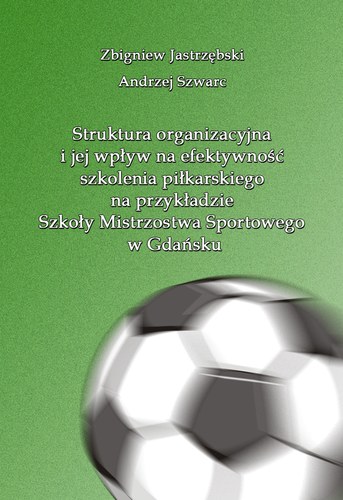 Zbigniew Jastrzębski
Andrzej Szwarc
Struktura organizacyjna
i jej wpływ na efektywność
szkolenia piłkarskiego
na przykładzie
Szkoły Mistrzostwa Sportowego
w Gdańsku